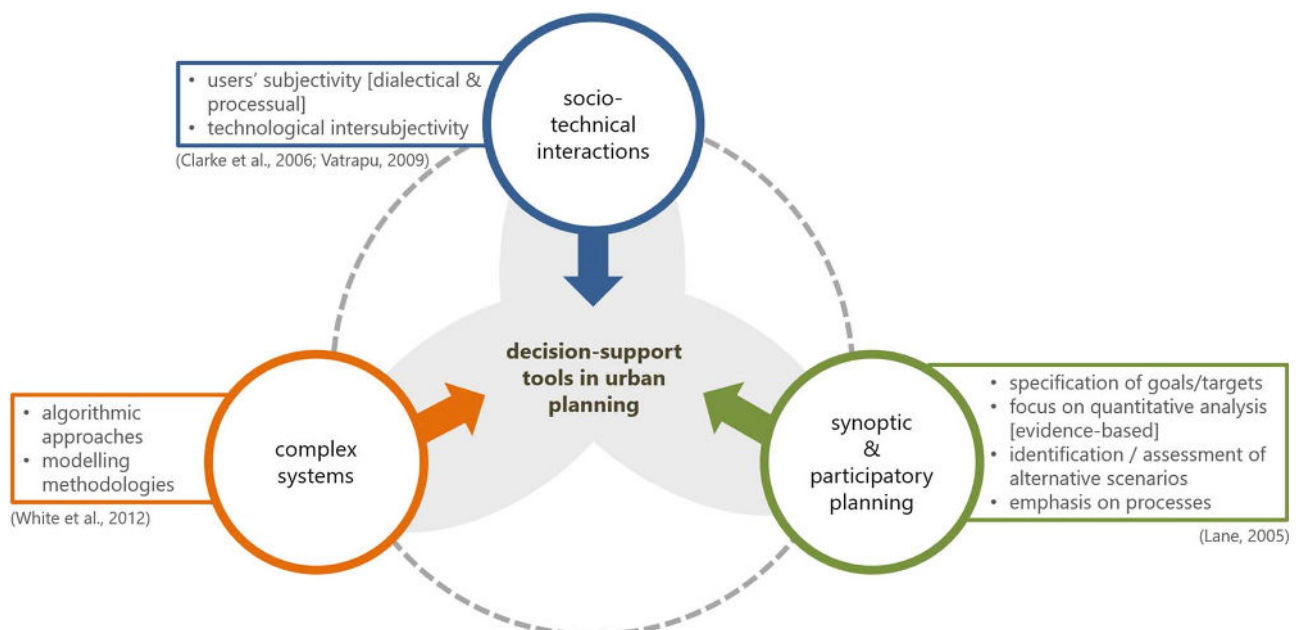 • users' subjectivity [dialectical &
processual]
• technological intersubjectivity
(Clarke et al., 2006; Vatrapu, 2009)
socio-
technical
interactions
decision-support
tools in urban
planning
• algorithmic
approaches
• modelling
methodologies
(White et al., 2012)
complex
systems
synoptic
&
participatory
planning
• specification of goals/targets
• focus on quantitative analysis
[evidence-based]
• identification / assessment of
alternative scenarios
• emphasis on processes
(Lane, 2005)